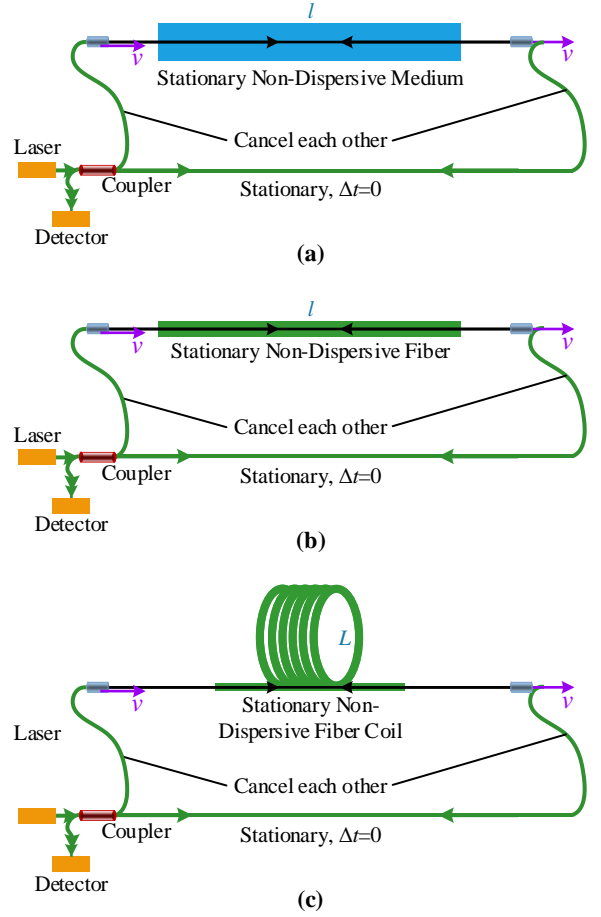 l
v
v
Stationary Non-Dispersive Medium
Cancel each other
Laser
Coupler
Stationary, Δt=0
Detector
(a)
l
v
v
Stationary Non-Dispersive Fiber
Cancel each other
Laser
Coupler
Stationary, Δt=0
Detector
(b)
L
v
v
Stationary Non-
Dispersive Fiber Coil
Laser
Cancel each other
Coupler
Stationary, Δt=0
Detector
(c)